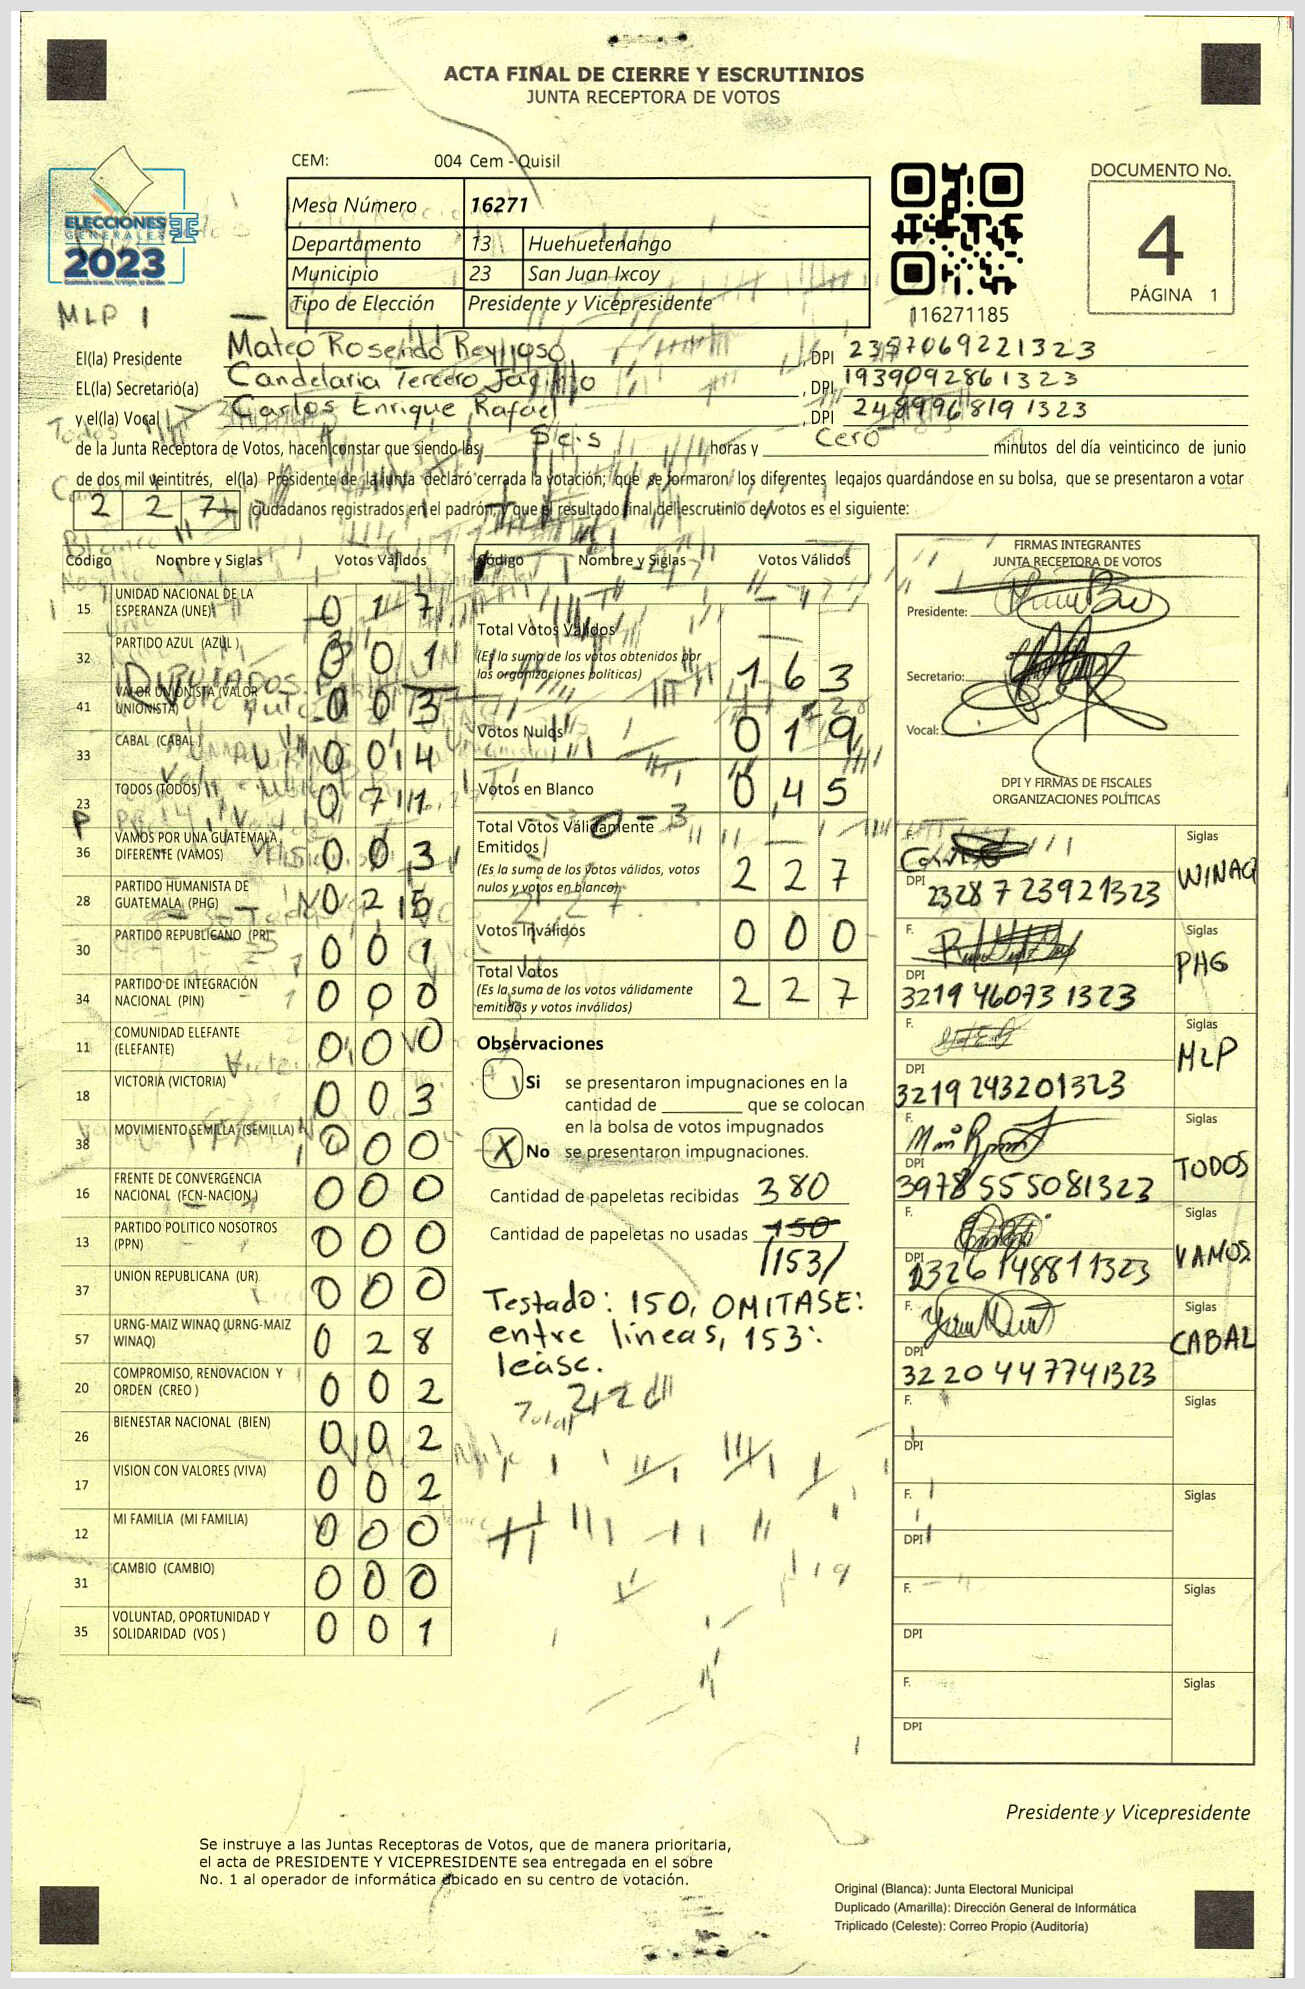 ACTA FINAL DE CIERRE Y ESCRUTINIOS
JUNTA RECEPTORA DE VOTOS
CEM: 004 Cem - Quisil
DOCUMENTO No.
4
PÁGINA 1
ELECCIONES
GENERALES
2023
Mesa Número 16271
Departamento 13 Huehuetenango
Municipio 23 San Juan Ixcoy
Tipo de Elección Presidente y Vicepresidente
116271185
MLP 1
El(la) Presidente Mateo Rosendo Reynoso, DPI 2357069221323
EL(la) Secretario(a) Candelaria Tercero, DPI 1939092861323
y el(la) Vocal Carlos Enrique Rafael, DPI 2489968191323
de la Junta Receptora de Votos, hacen constar que siendo las Seis horas y Cero minutos del día veinticinco de junio
de dos mil veintitrés, el(la) Presidente de la Junta declaró cerrada la votación; que se formaron los diferentes legajos quardándose en su bolsa, que se presentaron a votar
2 2 7 ciudadanos registrados en el padrón, y que el resultado final del escrutinio de votos es el siguiente:
Código Nombre y Siglas Votos Válidos
15 UNIDAD NACIONAL DE LA ESPERANZA (UNE) 0 1 7
32 PARTIDO AZUL (AZUL) 0 0 1
41 VALOR UNIONISTA (VALOR UNIONISTA) 0 0 3
33 CABAL (CABAL) 0 0 4
23 TODOS (TODOS) 0 7 1
36 VAMOS POR UNA GUATEMALA DIFERENTE (VAMOS) 0 0 3
28 PARTIDO HUMANISTA DE GUATEMALA (PHG) 0 2 5
30 PARTIDO REPUBLICANO (PR) 0 0 1
34 PARTIDO DE INTEGRACIÓN NACIONAL (PIN) 0 0 0
11 COMUNIDAD ELEFANTE (ELEFANTE) 0 0 0
18 VICTORIA (VICTORIA) 0 0 3
38 MOVIMIENTO SEMILLA (SEMILLA) 0 0 0
16 FRENTE DE CONVERGENCIA NACIONAL (FCN-NACION) 0 0 0
13 PARTIDO POLITICO NOSOTROS (PPN) 0 0 0
37 UNION REPUBLICANA (UR) 0 0 0
57 URNG-MAIZ WINAQ (URNG-MAIZ WINAQ) 0 2 8
20 COMPROMISO, RENOVACION Y ORDEN (CREO) 0 0 2
26 BIENESTAR NACIONAL (BIEN) 0 0 2
17 VISION CON VALORES (VIVA) 0 0 2
12 MI FAMILIA (MI FAMILIA) 0 0 0
31 CAMBIO (CAMBIO) 0 0 0
35 VOLUNTAD, OPORTUNIDAD Y SOLIDARIDAD (VOS) 0 0 1
Código Nombre y Siglas Votos Válidos
Total Votos Válidos
(Es la suma de los votos obtenidos por
las organizaciones políticas) 1 6 3
Votos Nulos 0 1 9
Votos en Blanco 0 4 5
Total Votos Válidamente
Emitidos
(Es la suma de los votos válidos, votos
nulos y votos en blanco) 2 2 7
Votos Inválidos 0 0 0
Total Votos
(Es la suma de los votos válidamente
emitidos y votos inválidos) 2 2 7
Observaciones
Si se presentaron impugnaciones en la
cantidad de que se colocan
en la bolsa de votos impugnados
X No se presentaron impugnaciones.
Cantidad de papeletas recibidas 380
Cantidad de papeletas no usadas 150
/153/
Testado: 150, OMITASE:
entre lineas, 153:
lease.
Total
FIRMAS INTEGRANTES
JUNTA RECEPTORA DE VOTOS
Presidente:
Secretario:
Vocal:
DPI Y FIRMAS DE FISCALES
ORGANIZACIONES POLÍTICAS
F. Siglas WINAQ
DPI 2328723921323
F. Siglas PHG
DPI 3219460731323
F. Siglas MLP
DPI 3219243201323
F. Siglas TODOS
DPI 3978555081323
F. Siglas VAMOS
DPI 2326148811323
F. Siglas CABAL
DPI 3220447741323
F. Siglas
DPI
F. Siglas
DPI
F. Siglas
DPI
F. Siglas
DPI
Presidente y Vicepresidente
Se instruye a las Juntas Receptoras de Votos, que de manera prioritaria,
el acta de PRESIDENTE Y VICEPRESIDENTE sea entregada en el sobre
No. 1 al operador de informática ubicado en su centro de votación.
Original (Blanca): Junta Electoral Municipal
Duplicado (Amarilla): Dirección General de Informática
Triplicado (Celeste): Correo Propio (Auditoría)